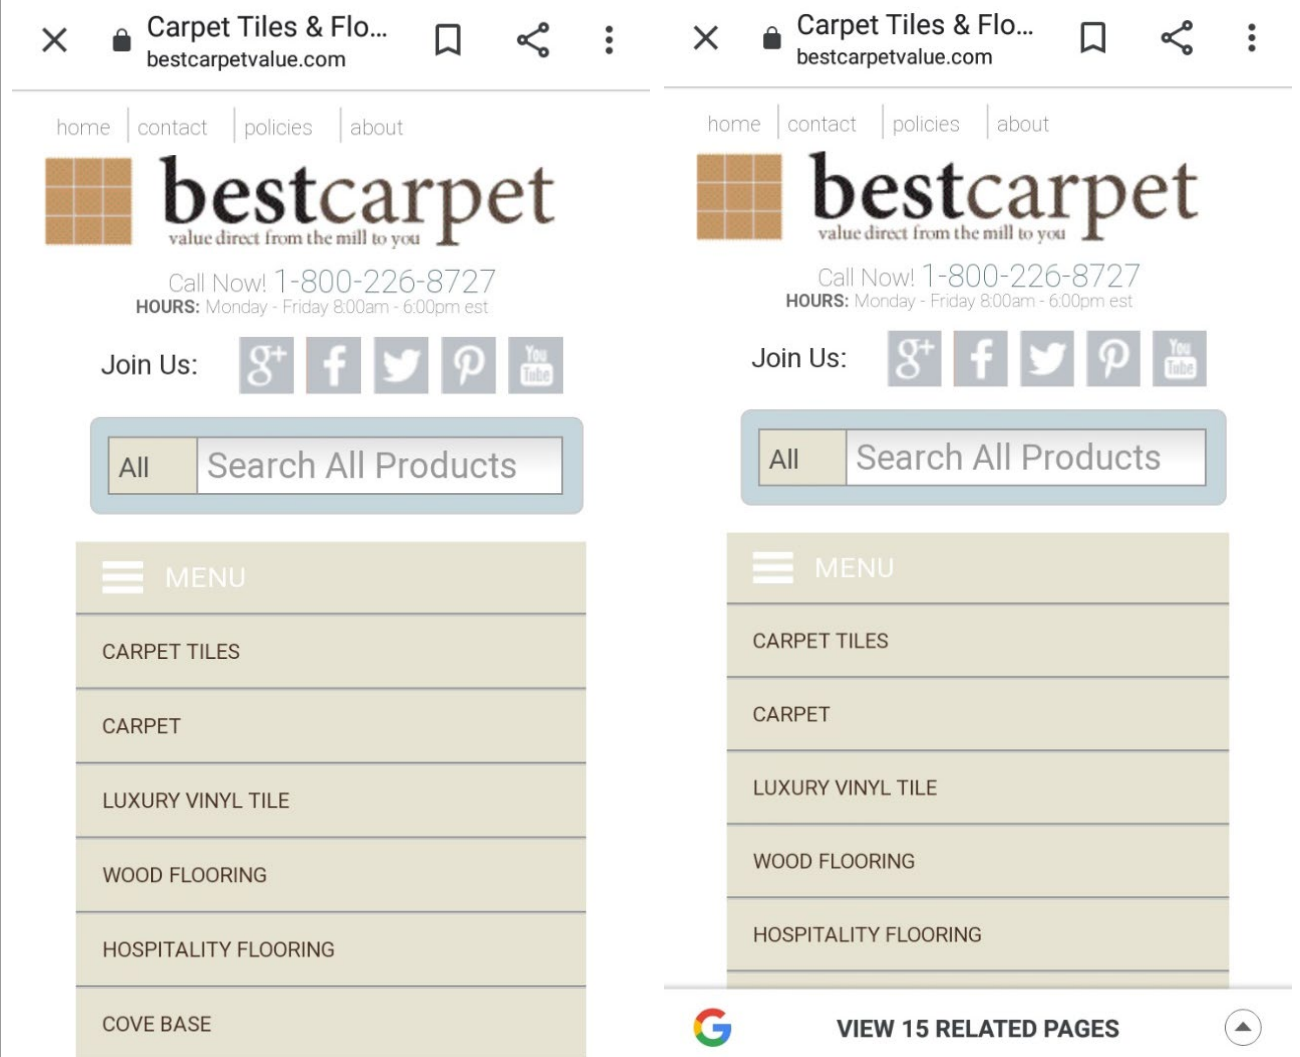 Carpet Tiles & Flo...
bestcarpetvalue.com
home
contact
policies
about
bestcarpet
value direct from the mill to you
Call Now! 1-800-226-8727
HOURS: Monday - Friday 8:00am - 6:00pm est
Join Us:
g+
f
You
Tube
All
Search All Products
MENU
CARPET TILES
CARPET
LUXURY VINYL TILE
WOOD FLOORING
HOSPITALITY FLOORING
COVE BASE
Carpet Tiles & Flo...
bestcarpetvalue.com
home
contact
policies
about
bestcarpet
value direct from the mill to you
Call Now! 1-800-226-8727
HOURS: Monday - Friday 8:00am - 6:00pm est
Join Us:
g+
f
You
Tube
All
Search All Products
MENU
CARPET TILES
CARPET
LUXURY VINYL TILE
WOOD FLOORING
HOSPITALITY FLOORING
G
VIEW 15 RELATED PAGES